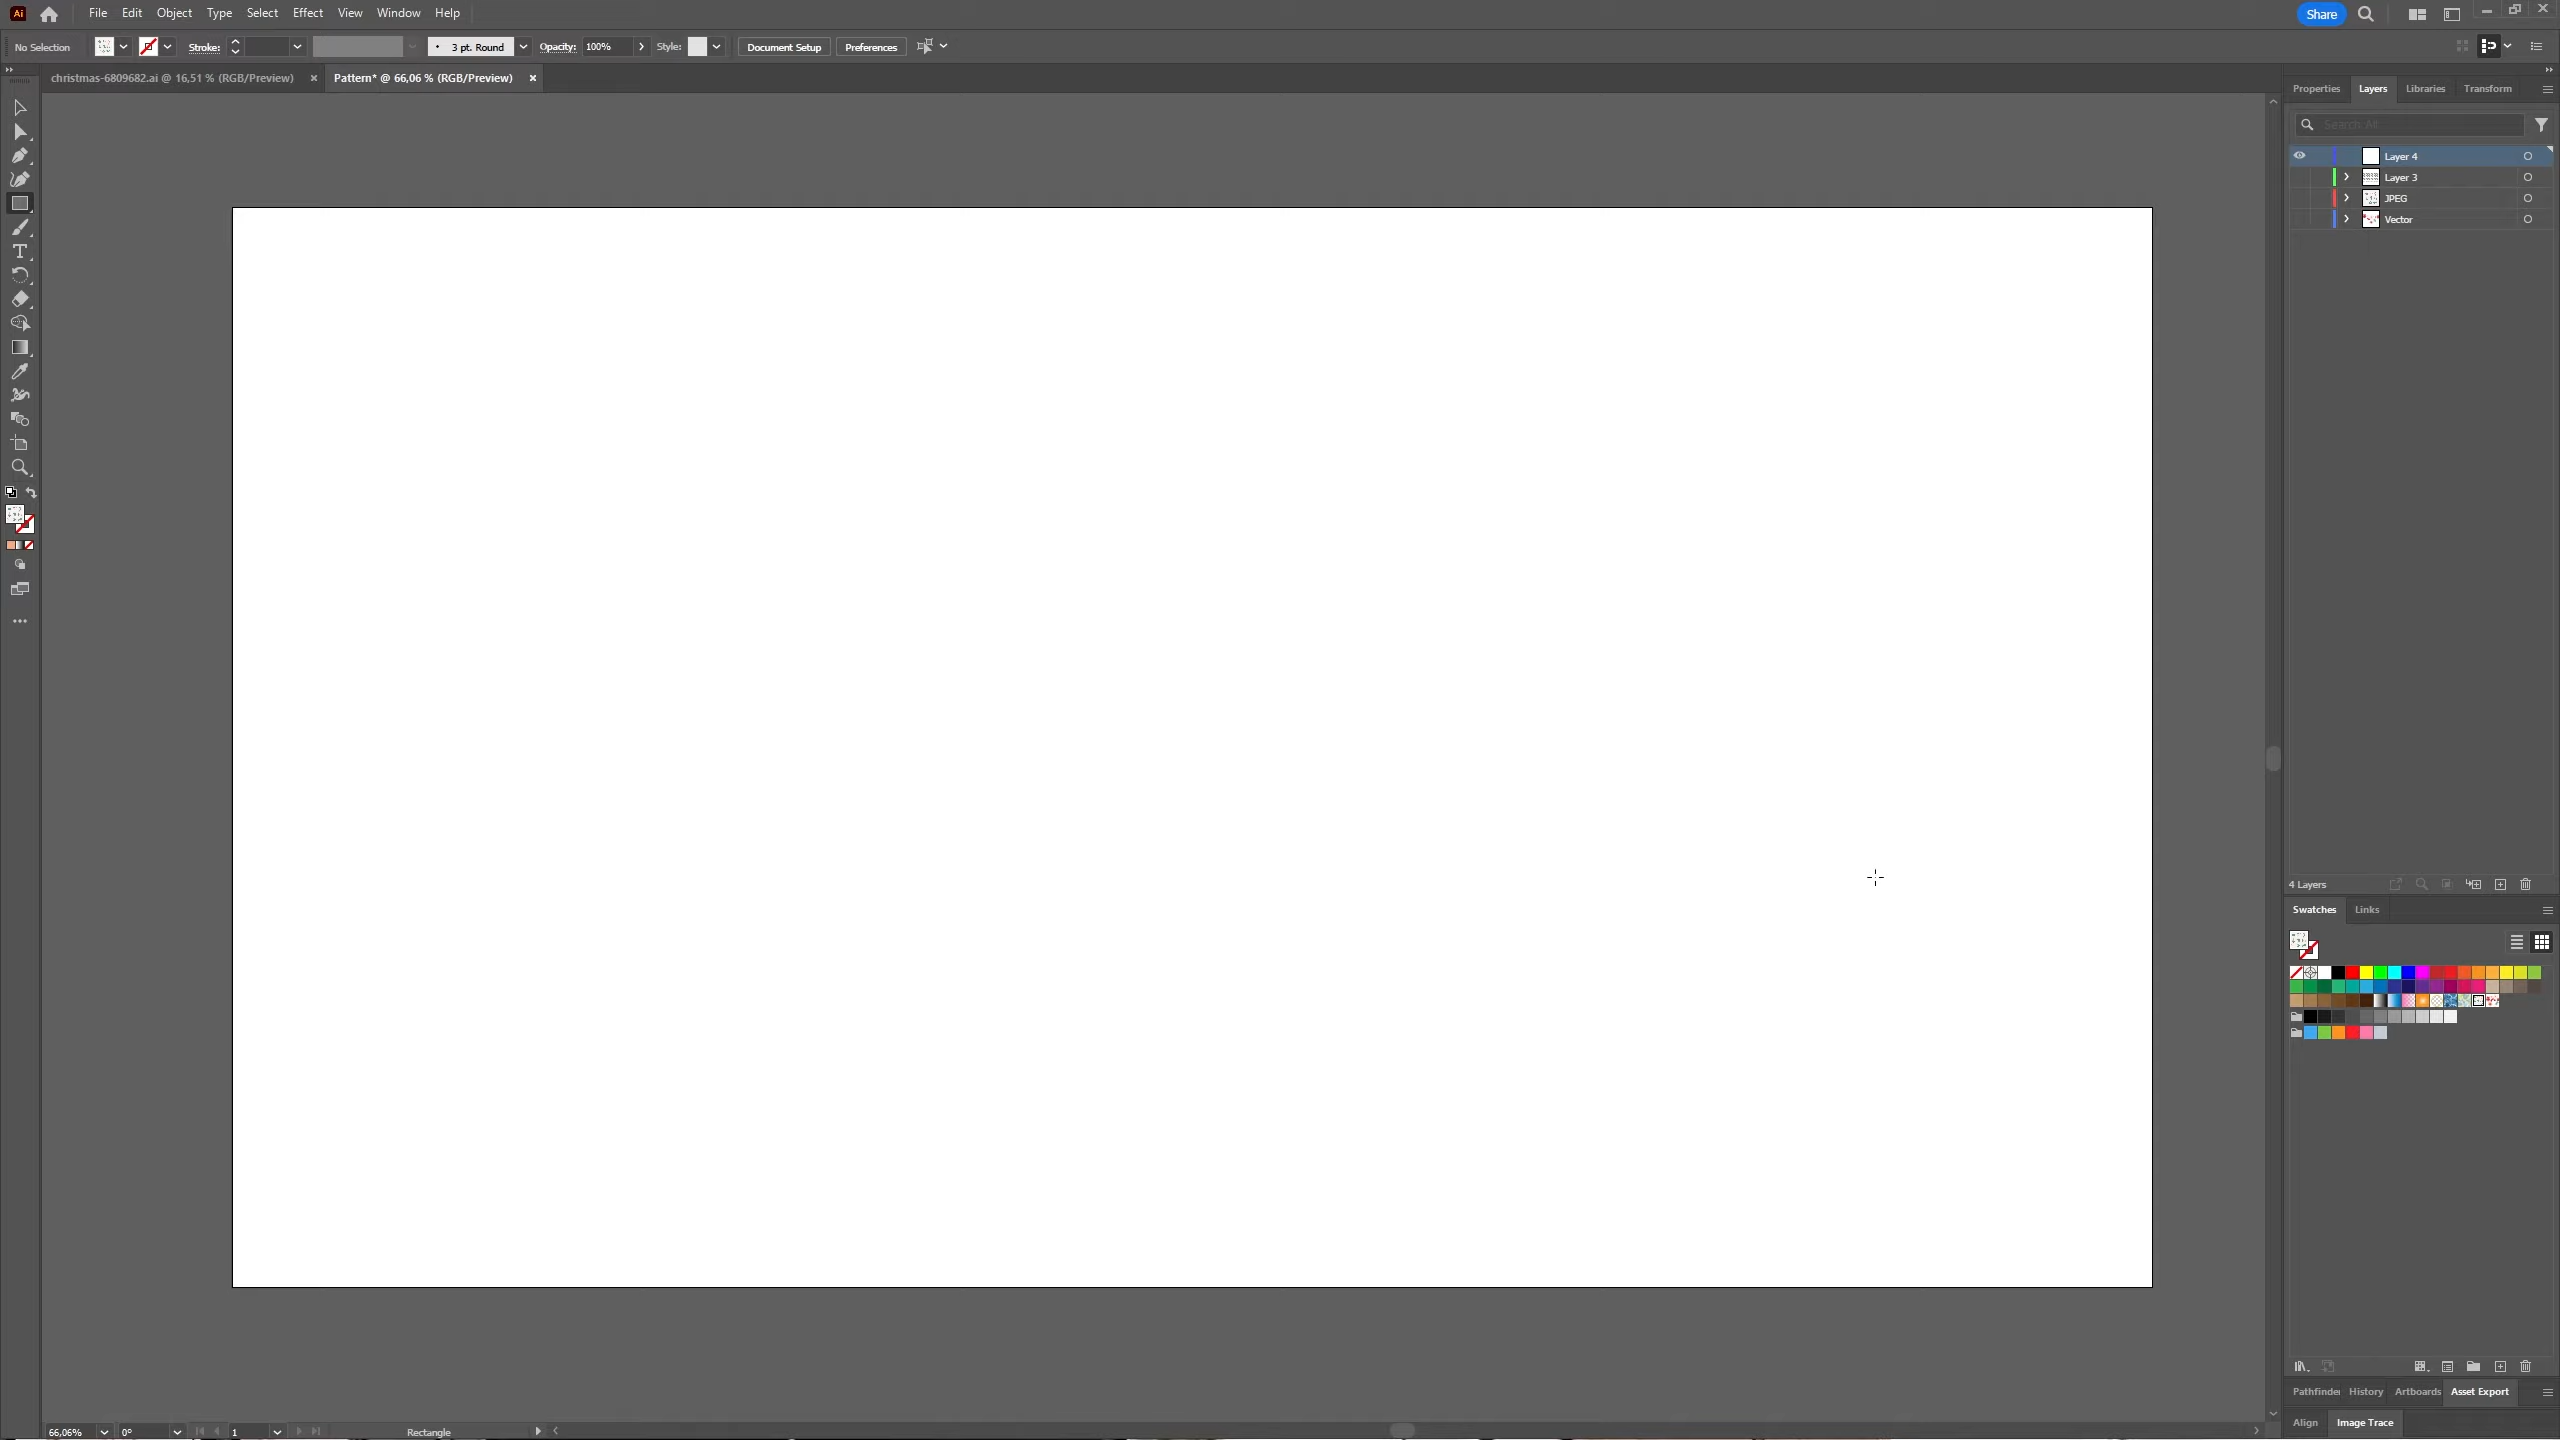 Ai File Edit Object Type Select Effect View Window Help Share
No Selection Stroke: 3 pt. Round Opacity: 100% Style: Document Setup Preferences
christmas-6809682.ai @ 16,51 % (RGB/Preview) × Pattern* @ 66,06 % (RGB/Preview) ×
Properties Layers Libraries Transform
Search All
Layer 4
Layer 3
JPEG
Vector
4 Layers
Swatches Links
Pathfinder History Artboards Asset Export
Align Image Trace
66,06% 0° 1 Rectangle